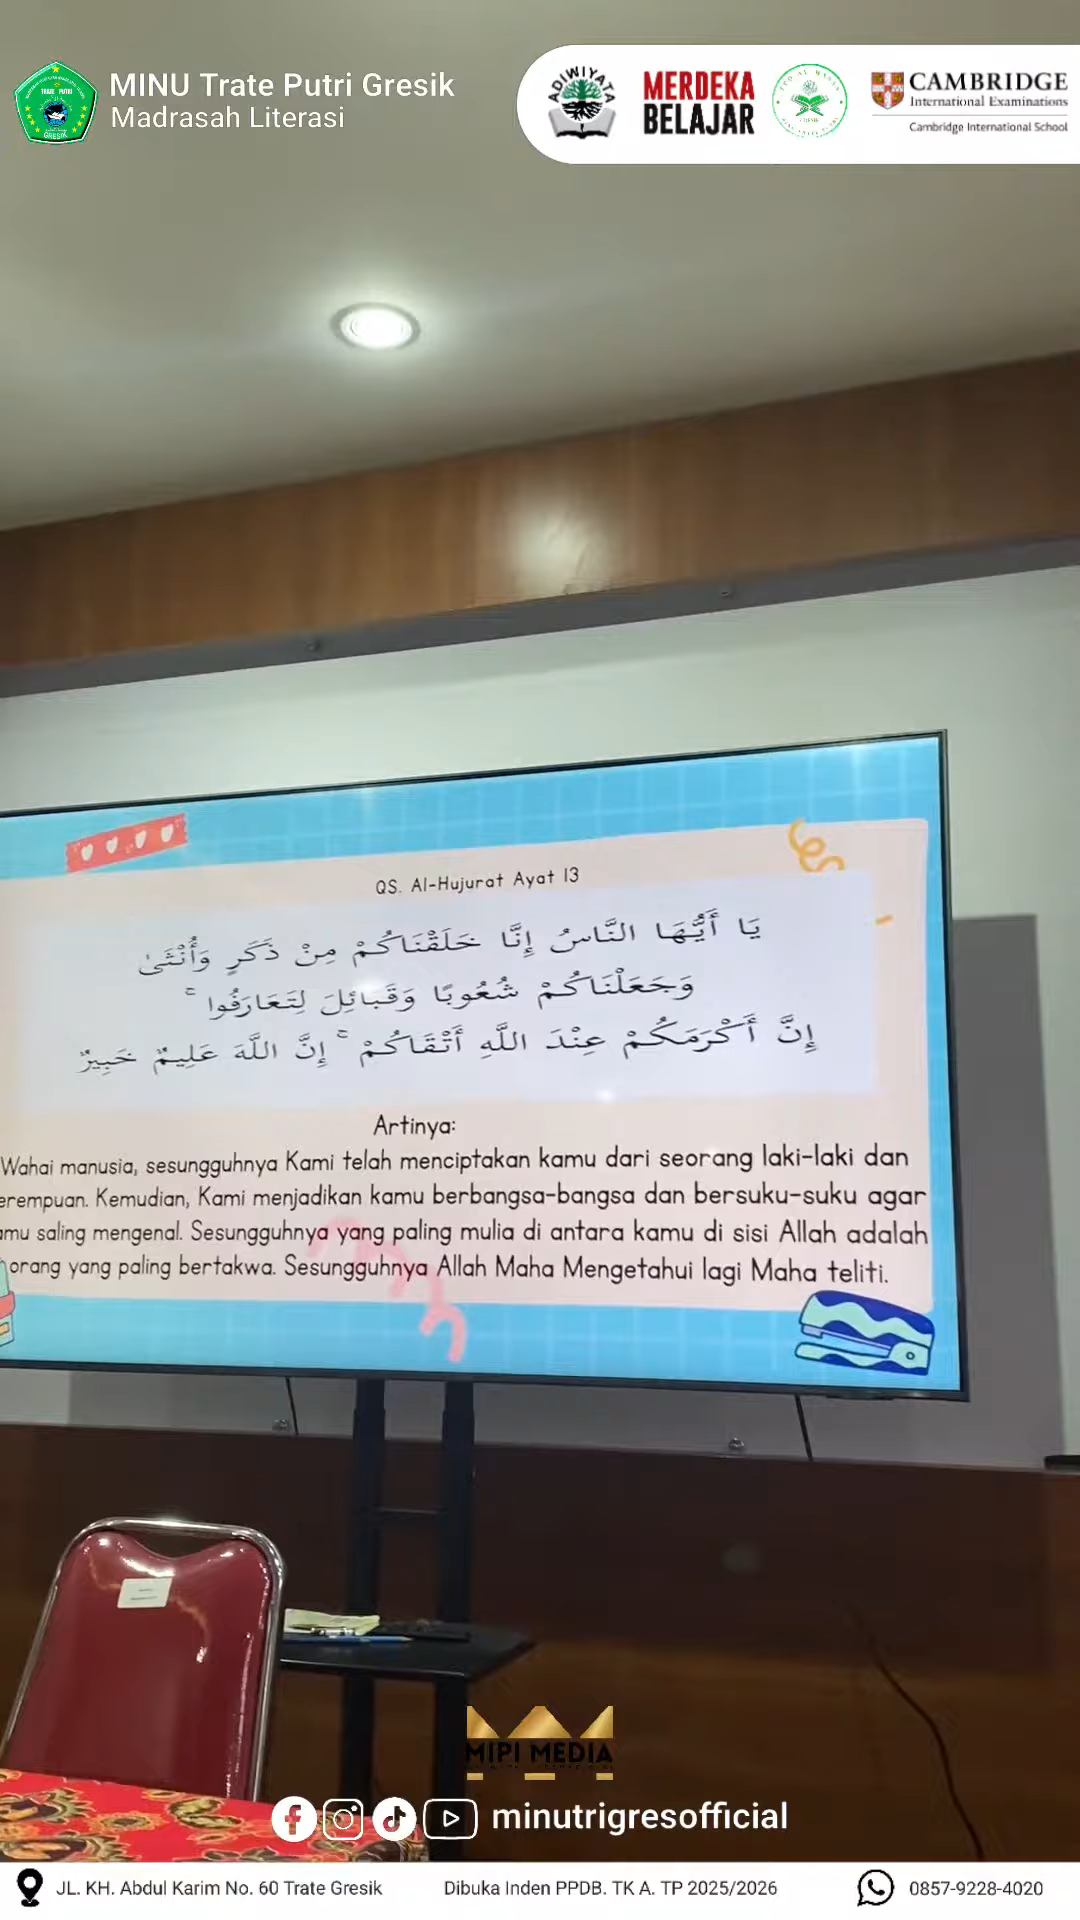 MINU Trate Putri Gresik
Madrasah Literasi
ADIWIYATA
MERDEKA
BELAJAR
CAMBRIDGE
International Examinations
Cambridge International School
TRATE PUTRI
GRESIK
QS. Al-Hujurat Ayat 13
يَا أَيُّهَا النَّاسُ إِنَّا خَلَقْنَاكُمْ مِنْ ذَكَرٍ وَأُنْثَىٰ
وَجَعَلْنَاكُمْ شُعُوبًا وَقَبَائِلَ لِتَعَارَفُوا ۚ
إِنَّ أَكْرَمَكُمْ عِنْدَ اللَّهِ أَتْقَاكُمْ ۚ إِنَّ اللَّهَ عَلِيمٌ خَبِيرٌ
Artinya:
Wahai manusia, sesungguhnya Kami telah menciptakan kamu dari seorang laki-laki dan
erempuan. Kemudian, Kami menjadikan kamu berbangsa-bangsa dan bersuku-suku agar
amu saling mengenal. Sesungguhnya yang paling mulia di antara kamu di sisi Allah adalah
orang yang paling bertakwa. Sesungguhnya Allah Maha Mengetahui lagi Maha teliti.
MIPI MEDIA
minutrigresofficial
JL. KH. Abdul Karim No. 60 Trate Gresik
Dibuka Inden PPDB. TK A. TP 2025/2026
0857-9228-4020